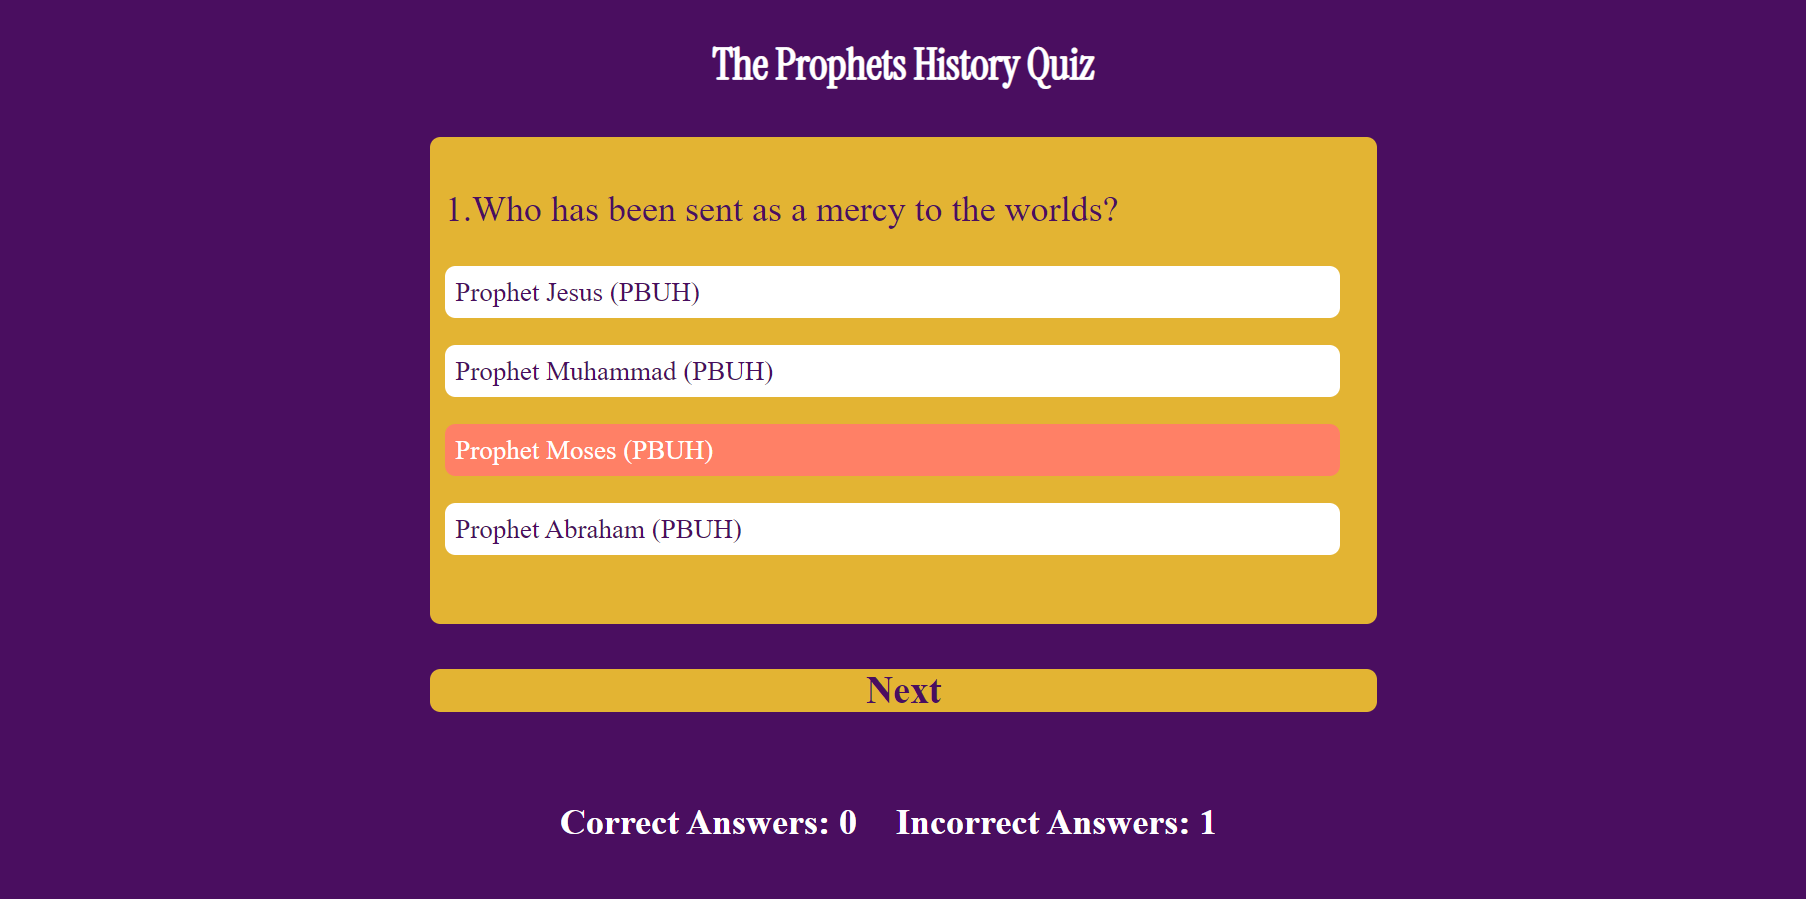 The Prophets History Quiz
1.Who has been sent as a mercy to the worlds?
Prophet Jesus (PBUH)
Prophet Muhammad (PBUH)
Prophet Moses (PBUH)
Prophet Abraham (PBUH)
Next
Correct Answers: 0 Incorrect Answers: 1